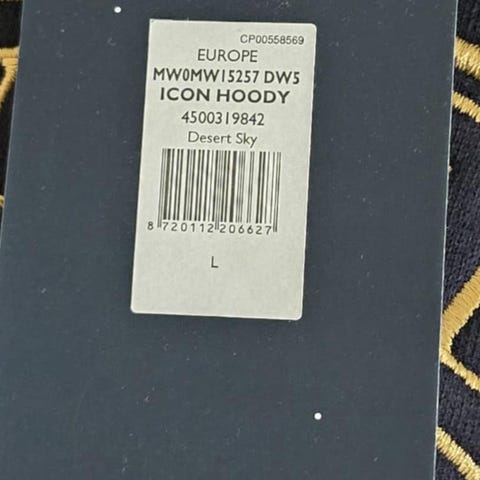 CP00558569
EUROPE
MW0MW15257 DW5
ICON HOODY
4500319842
Desert Sky
8 720112 206627
L